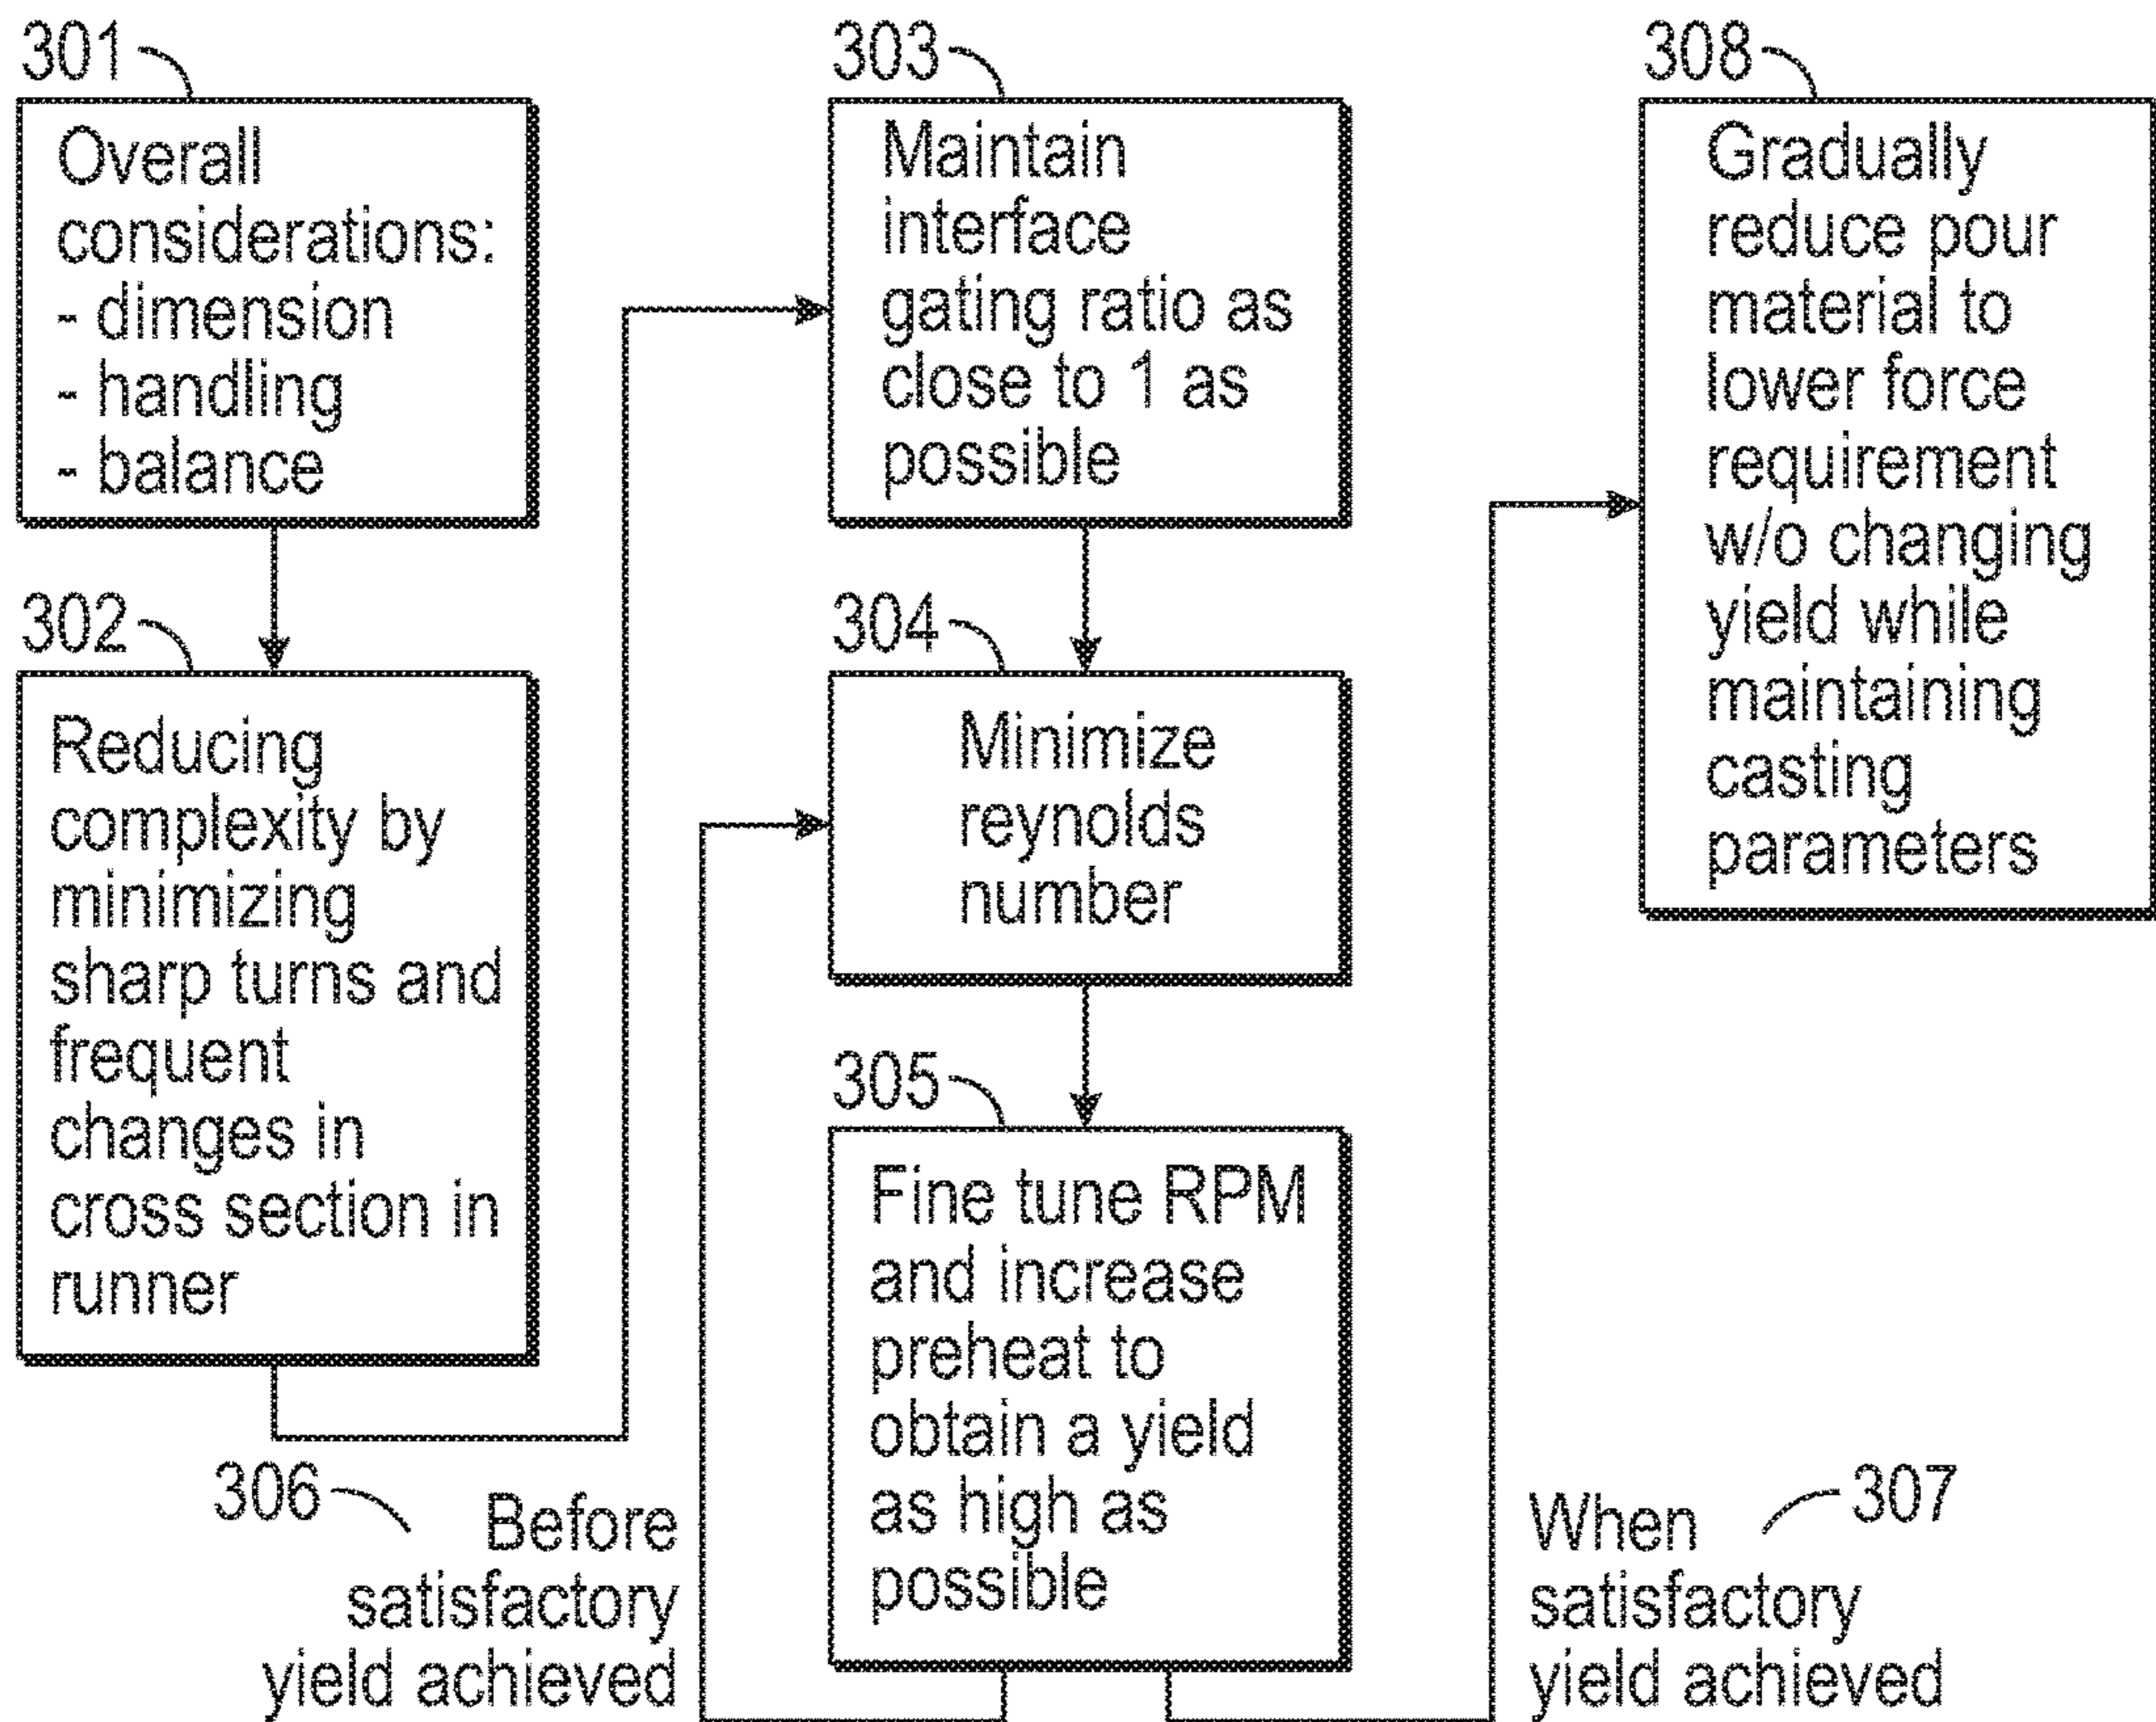 301
Overall
considerations:
- dimension
- handling
- balance
302
Reducing
complexity by
minimizing
sharp turns and
frequent
changes in
cross section in
runner
303
Maintain
interface
gating ratio as
close to 1 as
possible
304
Minimize
reynolds
number
305
Fine tune RPM
and increase
preheat to
obtain a yield
as high as
possible
306
Before
satisfactory
yield achieved
307
When
satisfactory
yield achieved
308
Gradually
reduce pour
material to
lower force
requirement
w/o changing
yield while
maintaining
casting
parameters